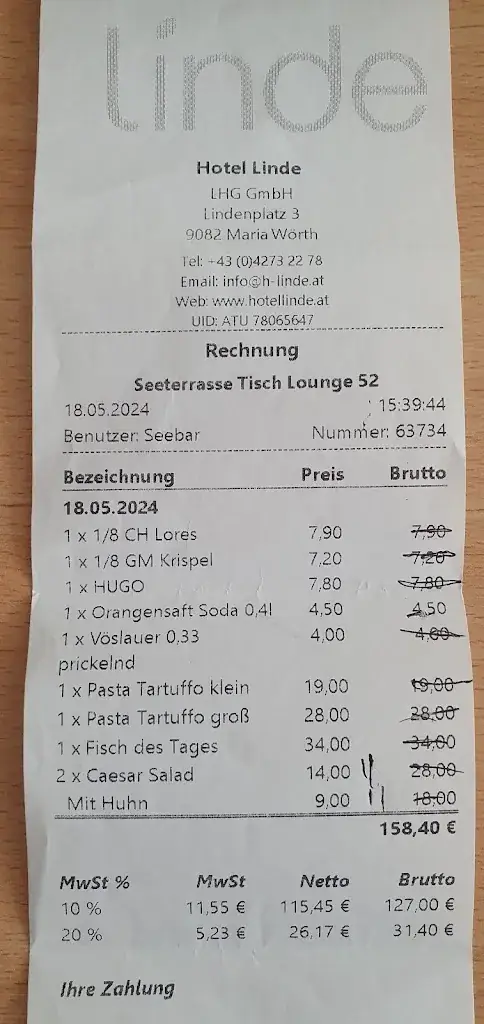 linde
Hotel Linde
LHG GmbH
Lindenplatz 3
9082 Maria Wörth
Tel: +43 (0)4273 22 78
Email: info@h-linde.at
Web: www.hotellinde.at
UID: ATU 78065647
Rechnung
Seeterrasse Tisch Lounge 52
18.05.2024 15:39:44
Benutzer: Seebar Nummer: 63734
Bezeichnung Preis Brutto
18.05.2024
1 x 1/8 CH Lores 7,90 7,90
1 x 1/8 GM Krispel 7,20 7,20
1 x HUGO 7,80 7,80
1 x Orangensaft Soda 0,4l 4,50 4,50
1 x Vöslauer 0,33 4,00 4,00
prickelnd
1 x Pasta Tartuffo klein 19,00 19,00
1 x Pasta Tartuffo groß 28,00 28,00
1 x Fisch des Tages 34,00 34,00
2 x Caesar Salad 14,00 28,00
Mit Huhn 9,00 18,00
158,40 €
MwSt % MwSt Netto Brutto
10 % 11,55 € 115,45 € 127,00 €
20 % 5,23 € 26,17 € 31,40 €
Ihre Zahlung